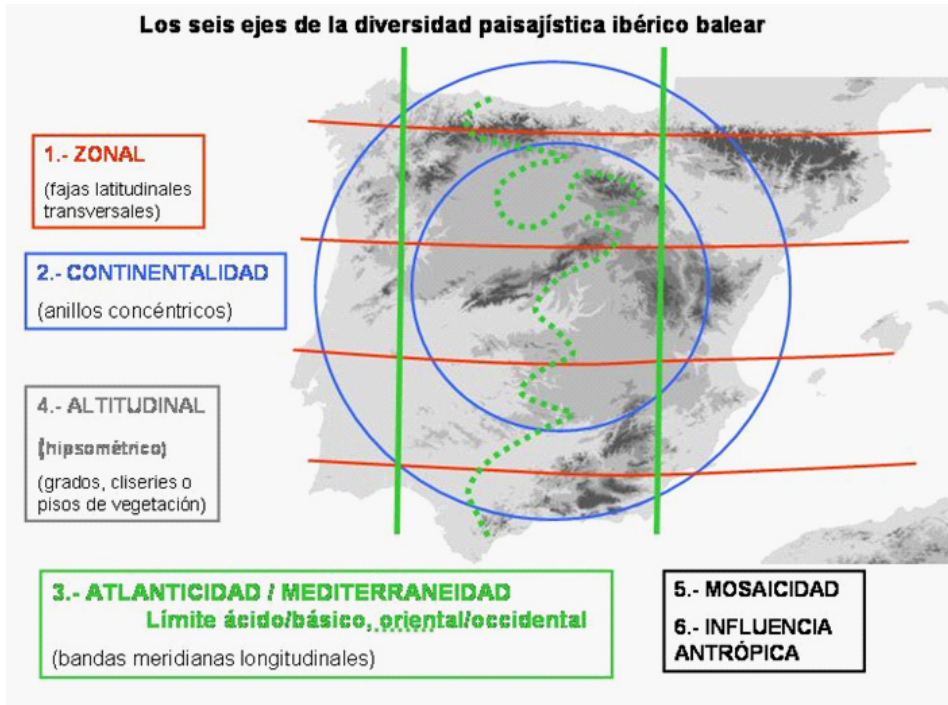 Los seis ejes de la diversidad paisajística ibérico balear
1.- ZONAL
(fajas latitudinales
transversales)
2.- CONTINENTALIDAD
(anillos concéntricos)
4.- ALTITUDINAL
(hipsométrico)
(grados, cliseries o
pisos de vegetación)
3.- ATLANTICIDAD / MEDITERRANEIDAD
Límite ácido/básico, oriental/occidental
(bandas meridianas longitudinales)
5.- MOSAICIDAD
6.- INFLUENCIA
ANTRÓPICA